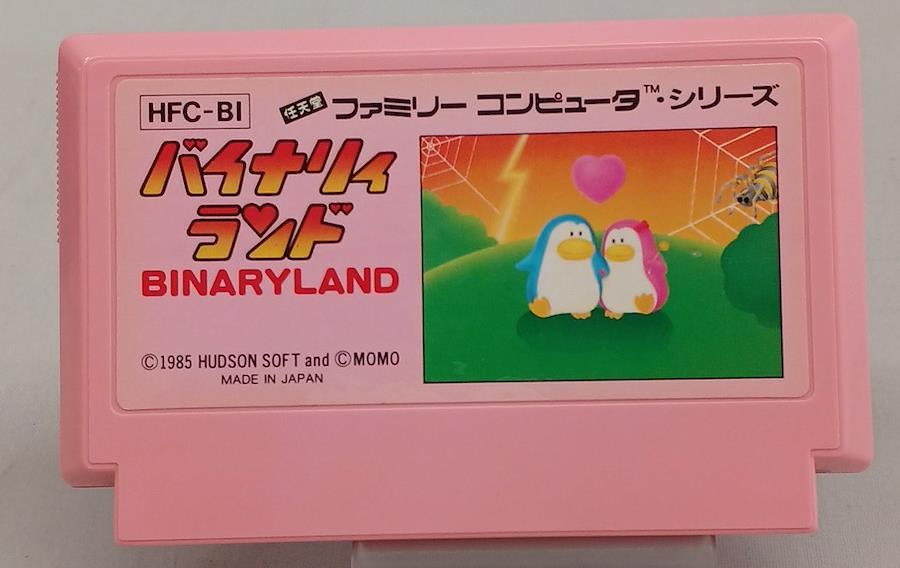 HFC-BI
任天堂 ファミリー コンピュータ™・シリーズ
バイナリィ
ランド
BINARYLAND
©1985 HUDSON SOFT and ©MOMO
MADE IN JAPAN